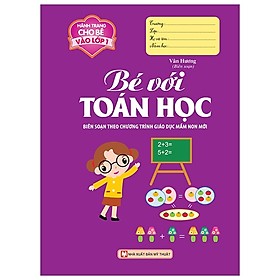 HÀNH TRANG
CHO BÉ
VÀO LỚP 1
Trường:
Lớp:
Họ và tên:
Năm học:
Vân Hương
(Biên soạn)
Bé với
TOÁN HỌC
BIÊN SOẠN THEO CHƯƠNG TRÌNH GIÁO DỤC MẦM NON MỚI
2+3=
5+2=
+
=
NHÀ XUẤT BẢN MỸ THUẬT